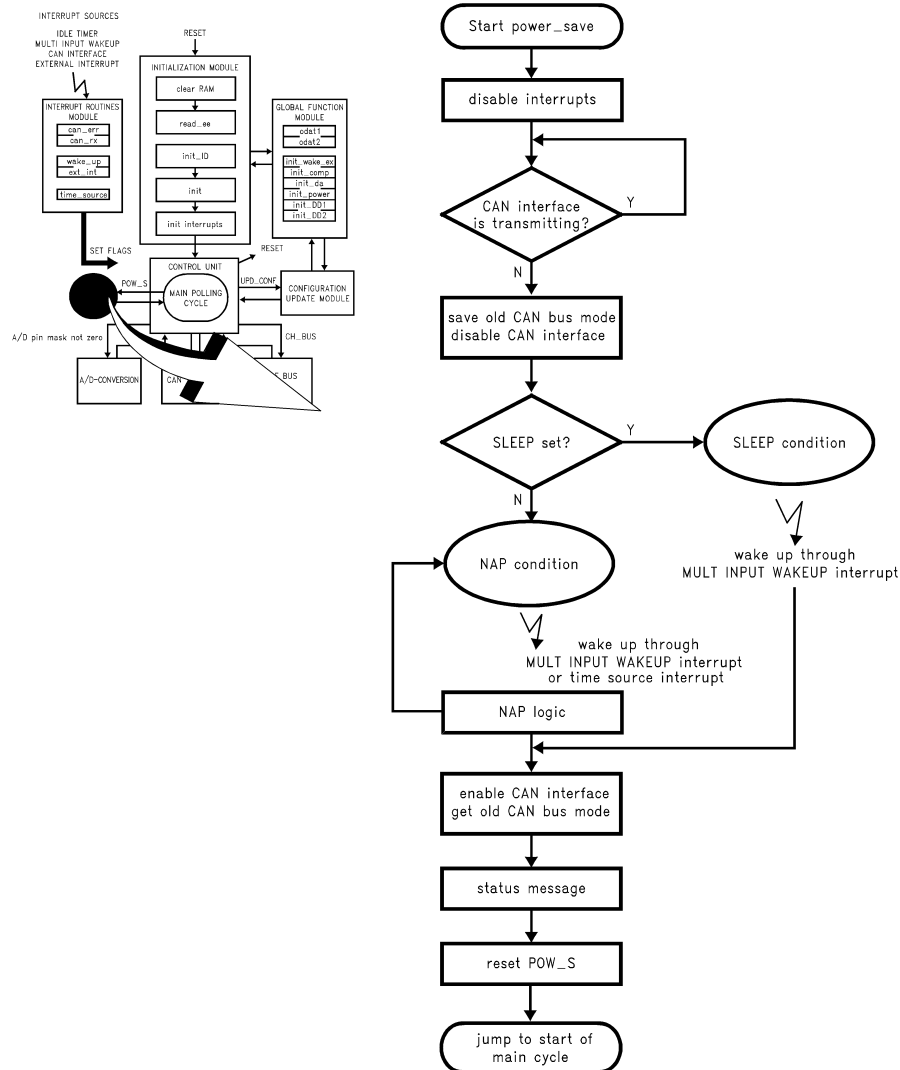 INTERRUPT SOURCES
IDLE TIMER
MULTI INPUT WAKEUP
CAN INTERFACE
EXTERNAL INTERRUPT
INTERRUPT ROUTINES
MODULE
can_err
can_rx
wake_up
ext_int
time_source
SET FLAGS
RESET
INITIALIZATION MODULE
clear RAM
read_ee
init_ID
init
init interrupts
GLOBAL FUNCTION
MODULE
odat1
odat2
init_wake_ex
init_comp
init_da
init_power
init_DD1
init_DD2
RESET
CONTROL UNIT
MAIN POLLING
CYCLE
POW_S
UPD_CONF
CONFIGURATION
UPDATE MODULE
A/D pin mask not zero
CH_BUS
A/D-CONVERSION
CAN
BUS
Start power_save
disable interrupts
CAN interface
is transmitting?
Y
N
save old CAN bus mode
disable CAN interface
SLEEP set?
Y
SLEEP condition
N
NAP condition
wake up through
MULT INPUT WAKEUP interrupt
wake up through
MULT INPUT WAKEUP interrupt
or time source interrupt
NAP logic
enable CAN interface
get old CAN bus mode
status message
reset POW_S
jump to start of
main cycle